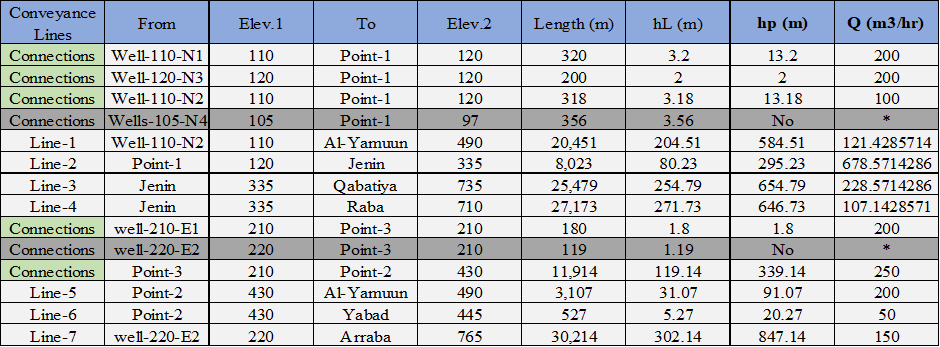 Conveyance Lines From Elev.1 To Elev.2 Length (m) hL (m) hp (m) Q (m3/hr)
Connections Well-110-N1 110 Point-1 120 320 3.2 13.2 200
Connections Well-120-N3 120 Point-1 120 200 2 2 200
Connections Well-110-N2 110 Point-1 120 318 3.18 13.18 100
Connections Wells-105-N4 105 Point-1 97 356 3.56 No *
Line-1 Well-110-N2 110 Al-Yamuun 490 20,451 204.51 584.51 121.4285714
Line-2 Point-1 120 Jenin 335 8,023 80.23 295.23 678.5714286
Line-3 Jenin 335 Qabatiya 735 25,479 254.79 654.79 228.5714286
Line-4 Jenin 335 Raba 710 27,173 271.73 646.73 107.1428571
Connections well-210-E1 210 Point-3 210 180 1.8 1.8 200
Connections well-220-E2 220 Point-3 210 119 1.19 No *
Connections Point-3 210 Point-2 430 11,914 119.14 339.14 250
Line-5 Point-2 430 Al-Yamuun 490 3,107 31.07 91.07 200
Line-6 Point-2 430 Yabad 445 527 5.27 20.27 50
Line-7 well-220-E2 220 Arraba 765 30,214 302.14 847.14 150